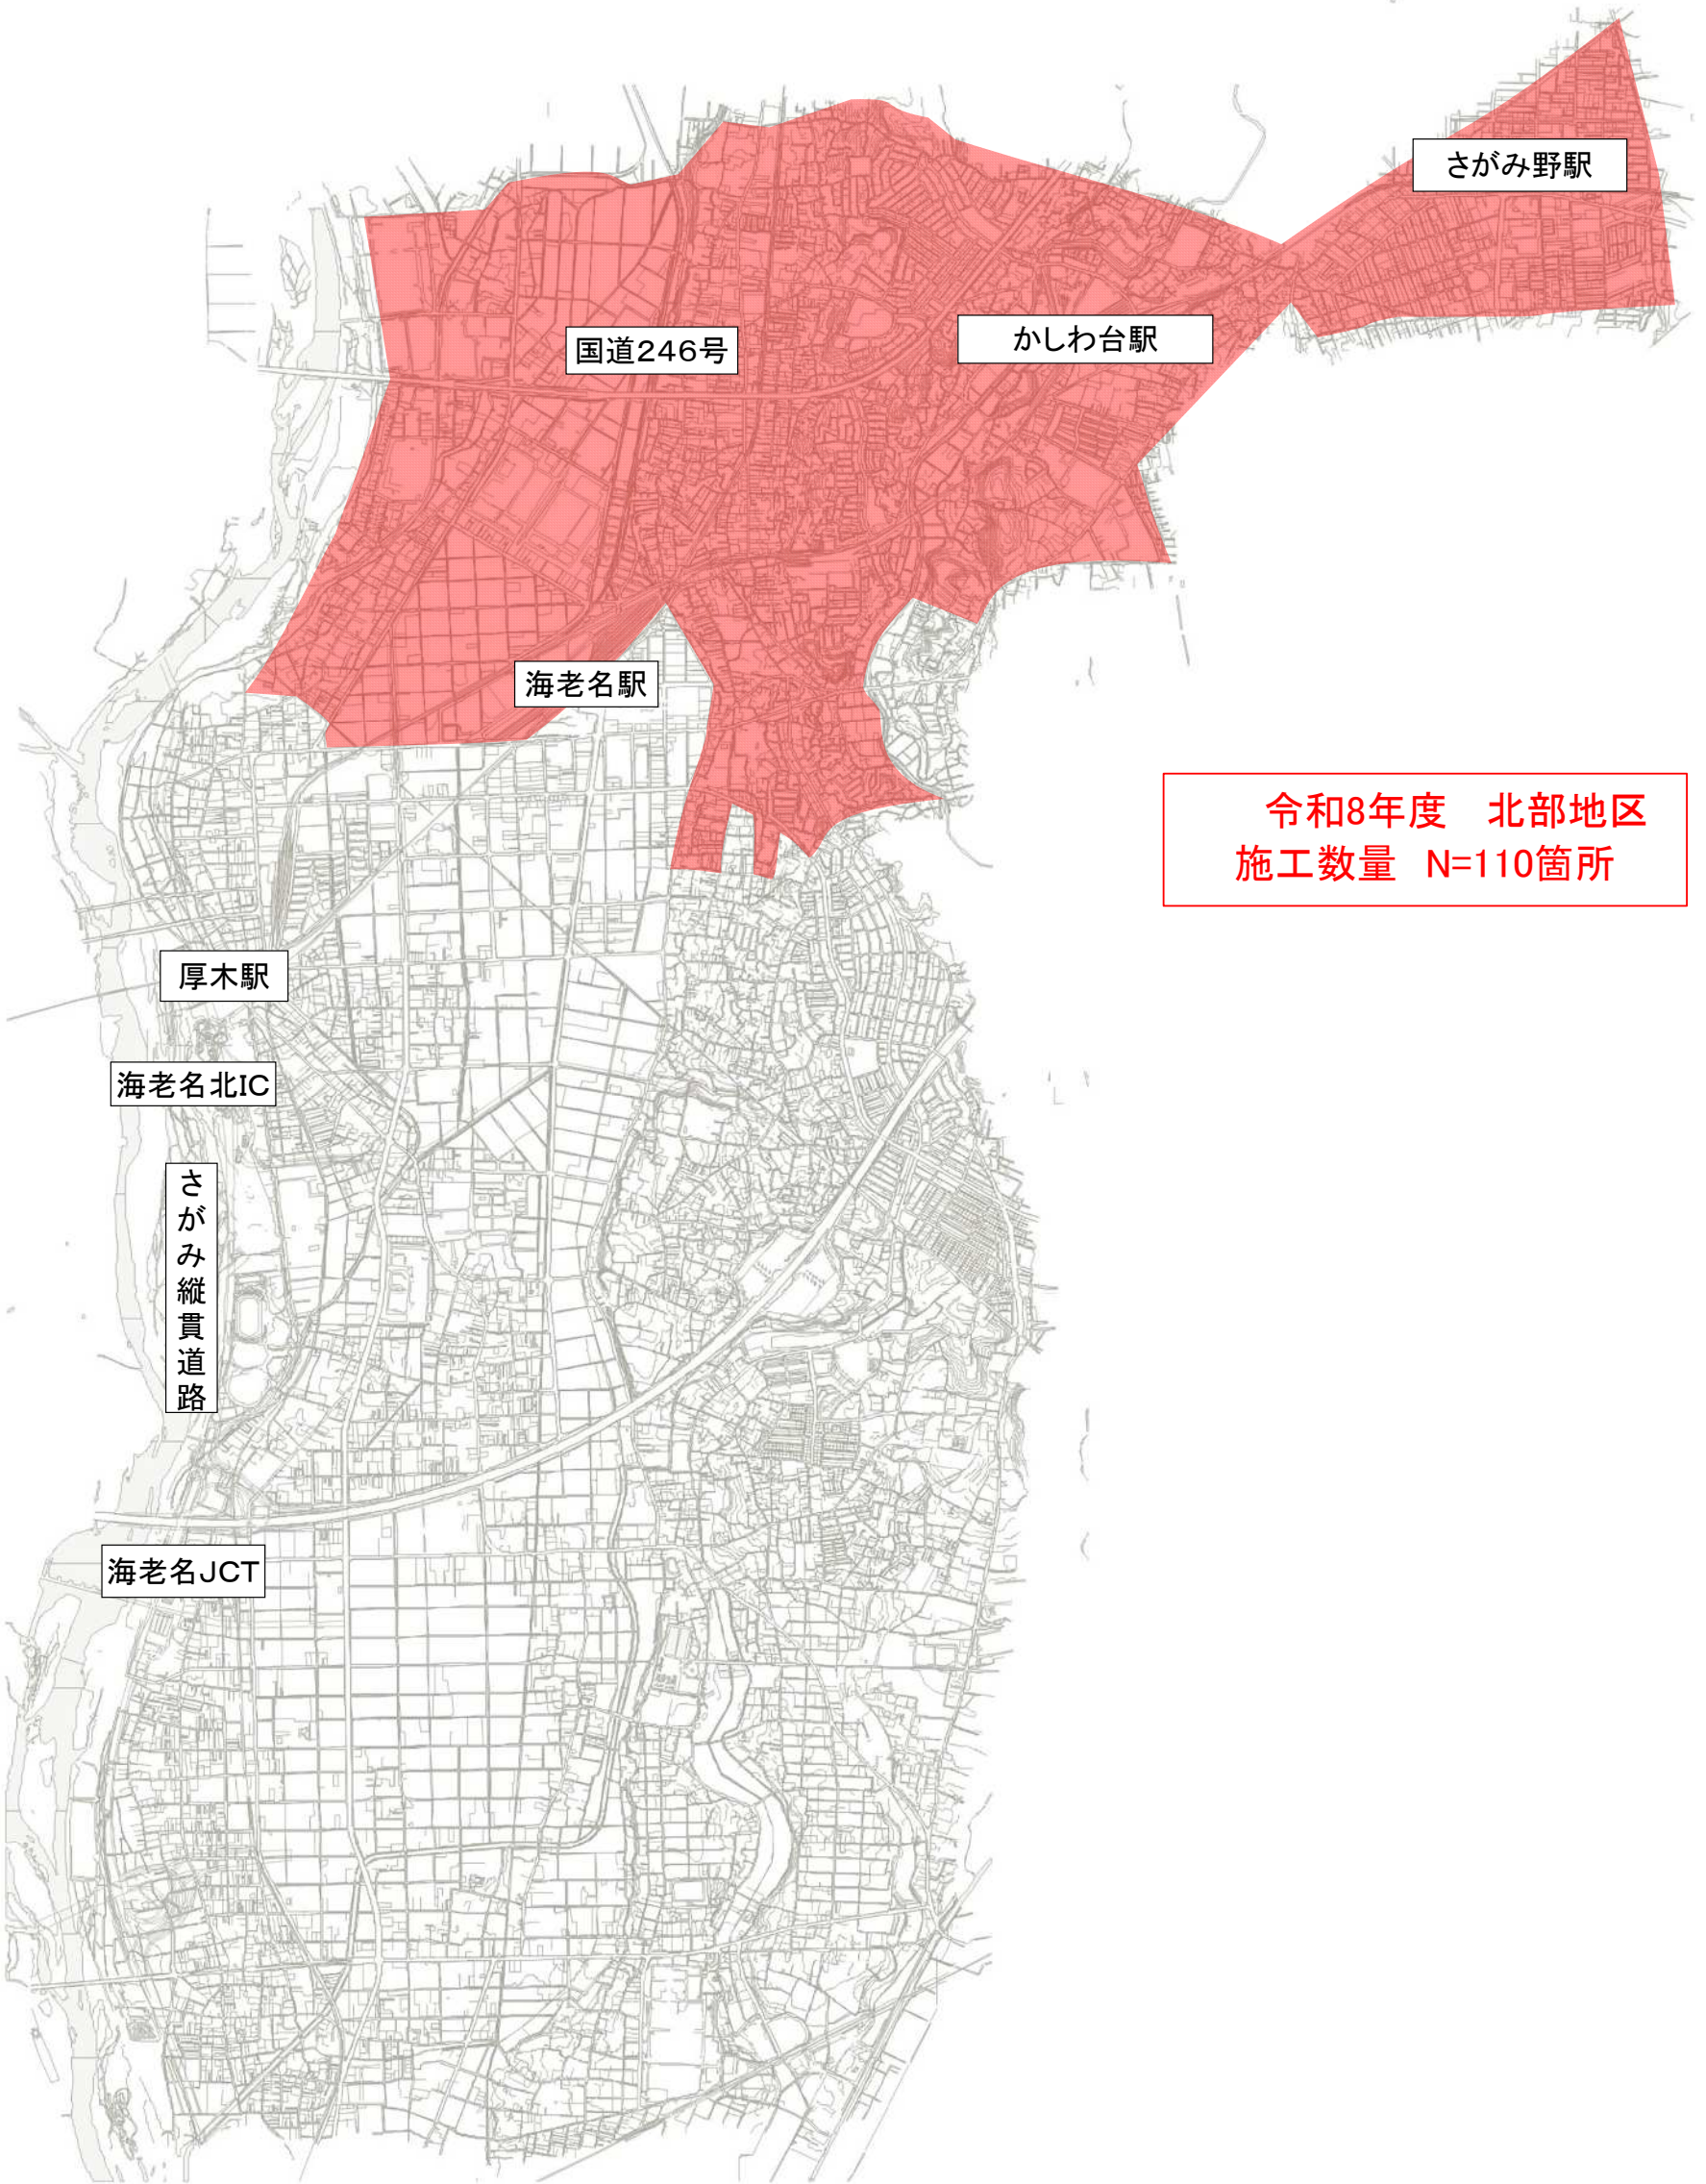 さがみ野駅
国道246号
かしわ台駅
海老名駅
令和8年度　北部地区
施工数量　N=110箇所
厚木駅
海老名北IC
さがみ縦貫道路
海老名JCT